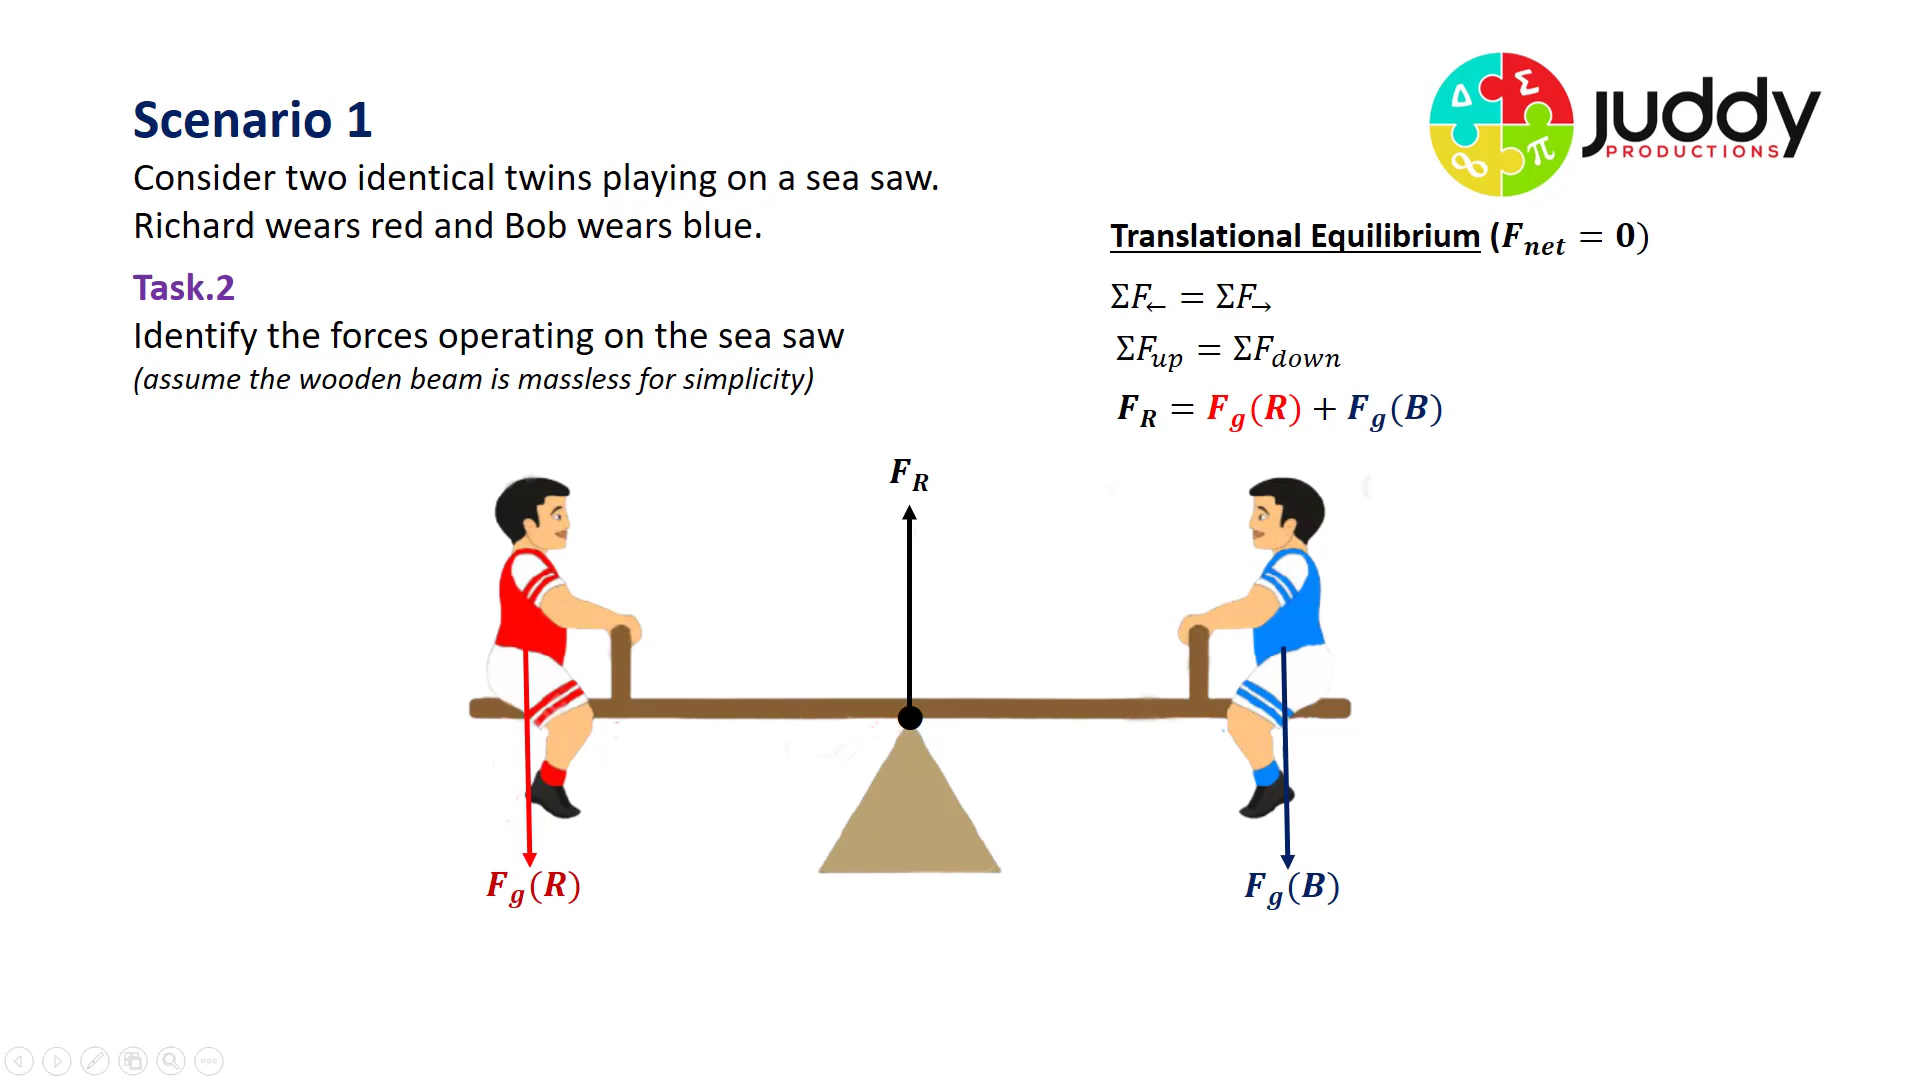 Scenario 1
Consider two identical twins playing on a sea saw.
Richard wears red and Bob wears blue.
Task.2
Identify the forces operating on the sea saw
(assume the wooden beam is massless for simplicity)
Δ Σ
∞ π
juddy
PRODUCTIONS
Translational Equilibrium (F_net = 0)
ΣF_← = ΣF_→
ΣF_up = ΣF_down
F_R = F_g(R) + F_g(B)
F_R
F_g(R)
F_g(B)